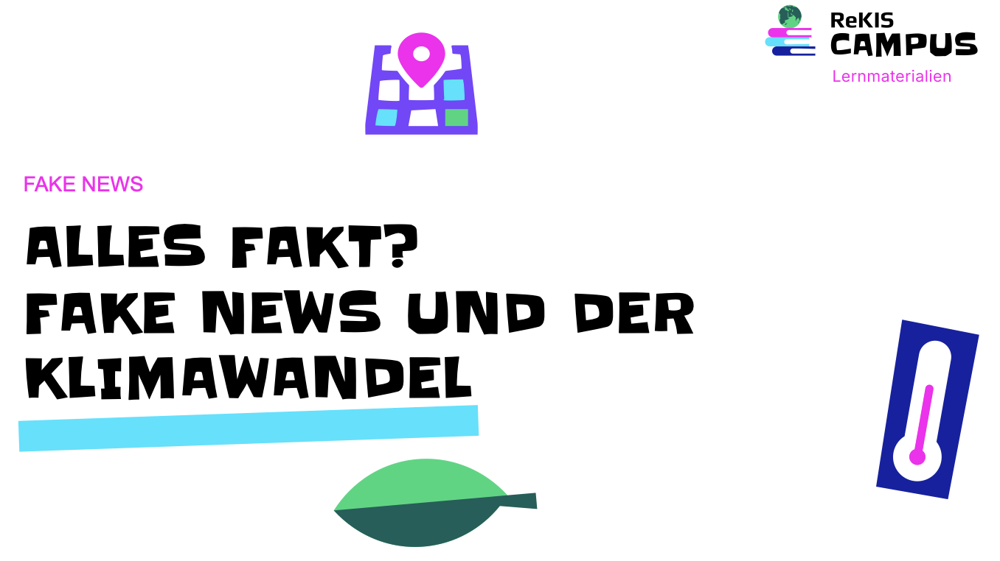 ReKIS
CAMPUS
Lernmaterialien
FAKE NEWS
ALLES FAKT?
FAKE NEWS UND DER
KLIMAWANDEL